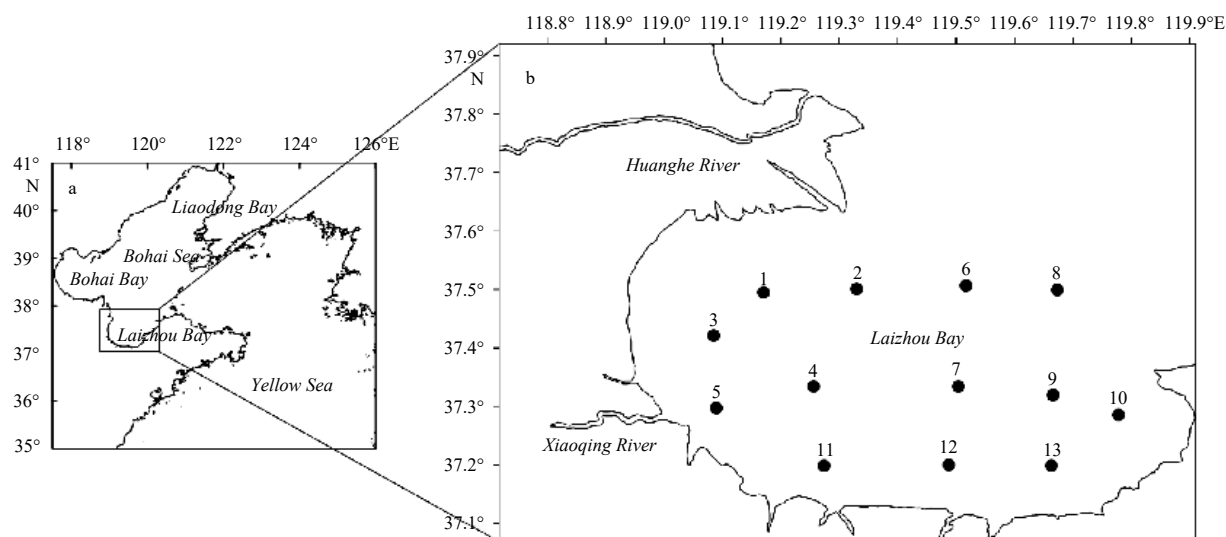 118.8° 118.9° 119.0° 119.1° 119.2° 119.3° 119.4° 119.5° 119.6° 119.7° 119.8° 119.9°E
118° 120° 122° 124° 126°E
41°
N
40°
39°
38°
37°
36°
35°
a
Liaodong Bay
Bohai Sea
Bohai Bay
Laizhou Bay
Yellow Sea
37.9°
N
37.8°
37.7°
37.6°
37.5°
37.4°
37.3°
37.2°
37.1°
b
Huanghe River
1 2 6 8
3
Laizhou Bay
4 7 9
5 10
Xiaoqing River
11 12 13